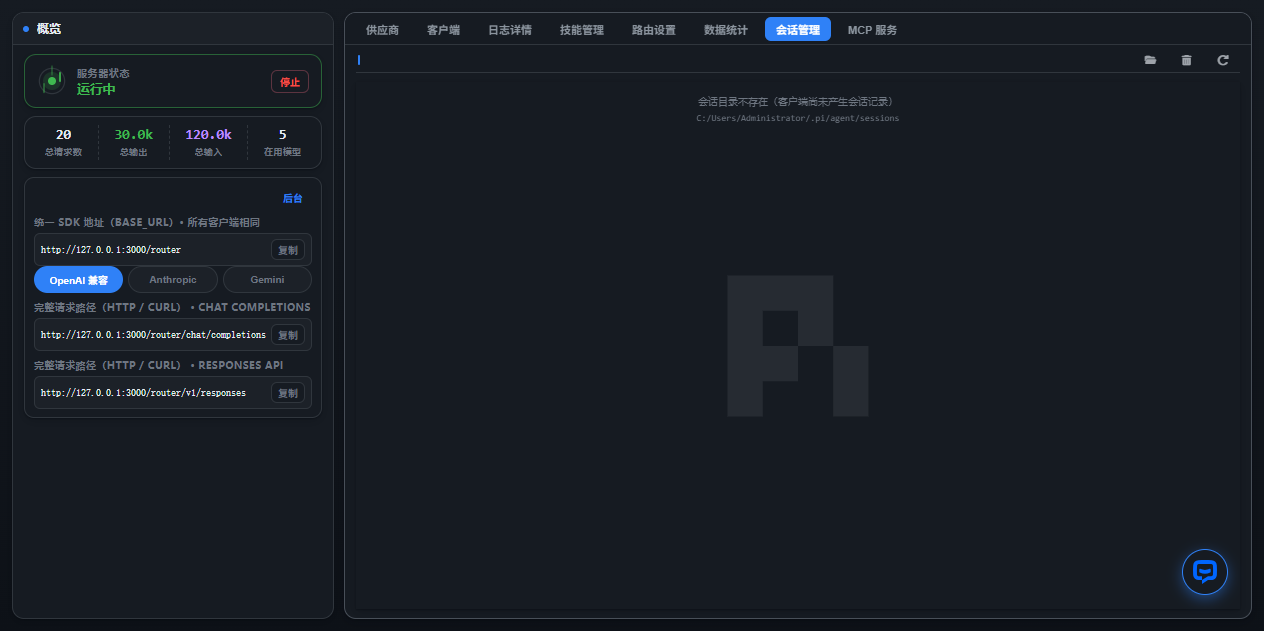 概览
服务器状态
运行中
停止
20
总请求数
30.0k
总输出
120.0k
总输入
5
在用模型
后台
统一 SDK 地址（BASE_URL）• 所有客户端相同
http://127.0.0.1:3000/router
复制
OpenAI 兼容
Anthropic
Gemini
完整请求路径（HTTP / CURL） • CHAT COMPLETIONS
http://127.0.0.1:3000/router/chat/completions
复制
完整请求路径（HTTP / CURL） • RESPONSES API
http://127.0.0.1:3000/router/v1/responses
复制
供应商 客户端 日志详情 技能管理 路由设置 数据统计 会话管理 MCP 服务
会话目录不存在（客户端尚未产生会话记录）
C:/Users/Administrator/.pi/agent/sessions